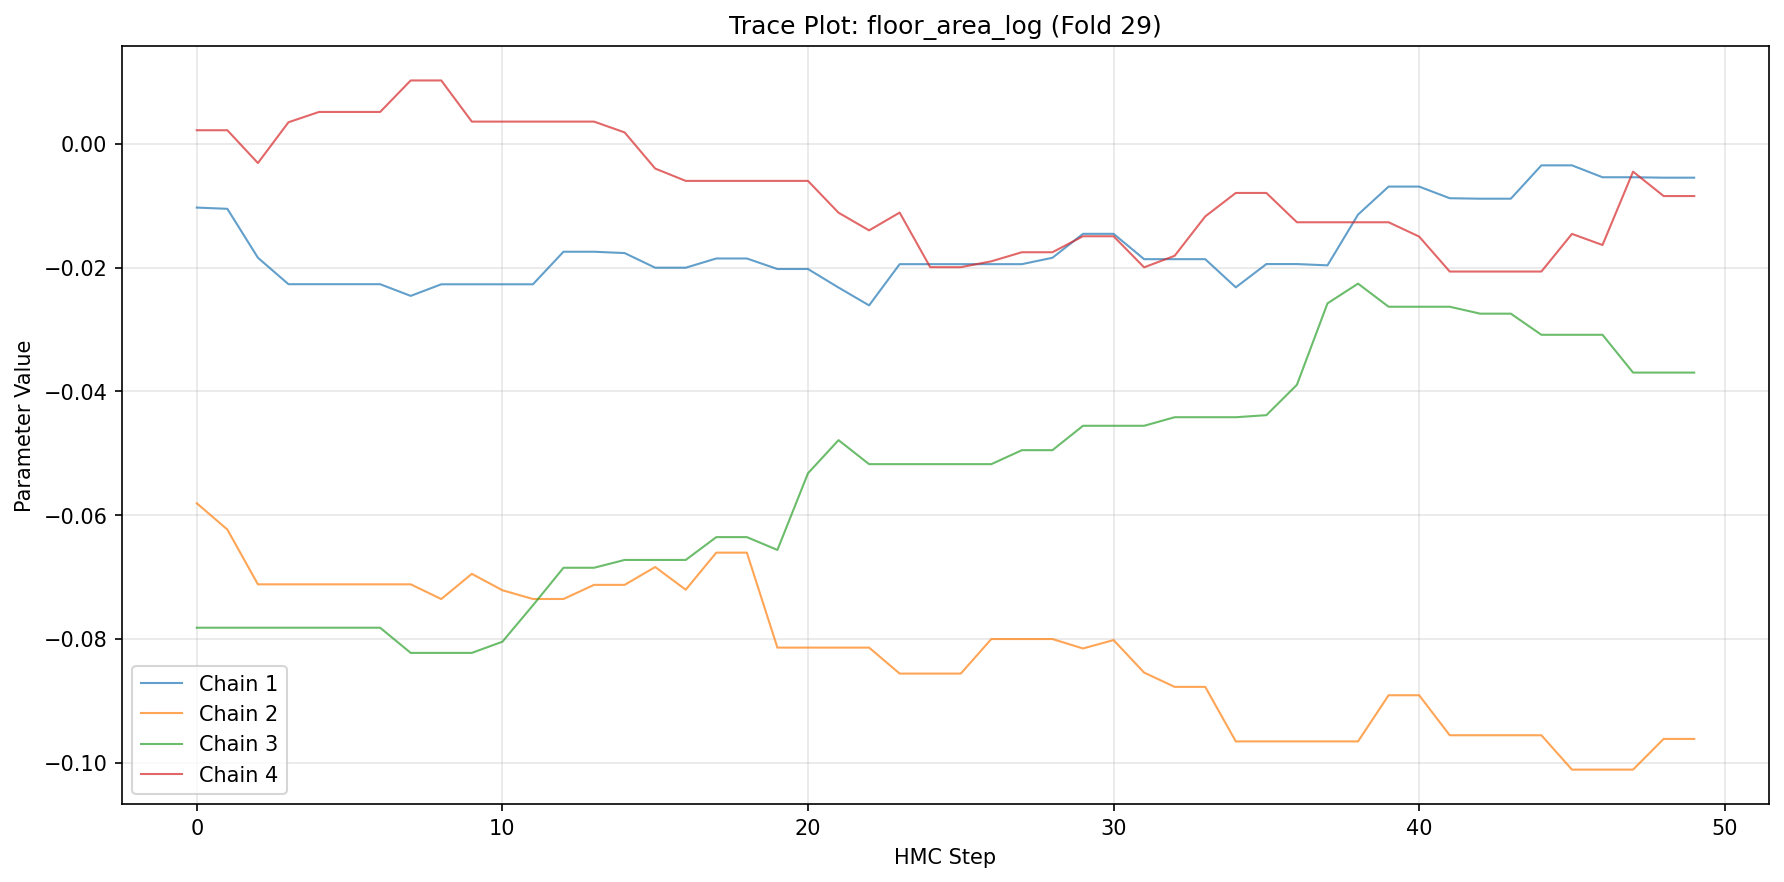 Trace Plot: floor_area_log (Fold 29)
Parameter Value
0.00
−0.02
−0.04
−0.06
−0.08
−0.10
Chain 1
Chain 2
Chain 3
Chain 4
0 10 20 30 40 50
HMC Step